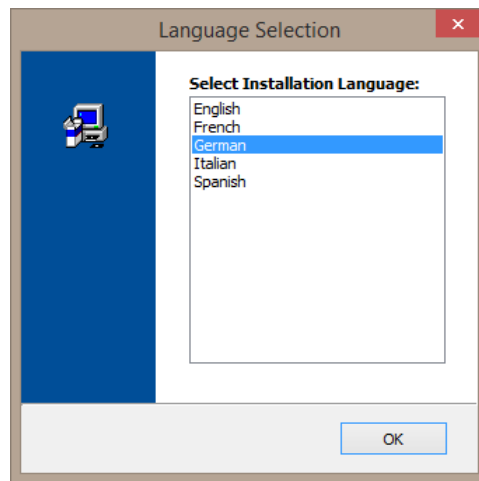 Language Selection
Select Installation Language:
English
French
German
Italian
Spanish
OK